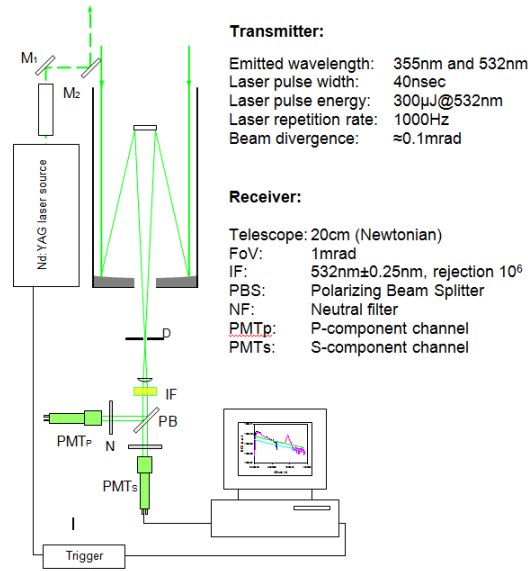 M₁
M₂
Nd:YAG laser source
D
IF
PB
PMTP
N
PMTs
I
Trigger
Transmitter:
Emitted wavelength: 355nm and 532nm
Laser pulse width: 40nsec
Laser pulse energy: 300µJ@532nm
Laser repetition rate: 1000Hz
Beam divergence: ≈0.1mrad
Receiver:
Telescope: 20cm (Newtonian)
FoV: 1mrad
IF: 532nm±0.25nm, rejection 10⁶
PBS: Polarizing Beam Splitter
NF: Neutral filter
PMTp: P-component channel
PMTs: S-component channel